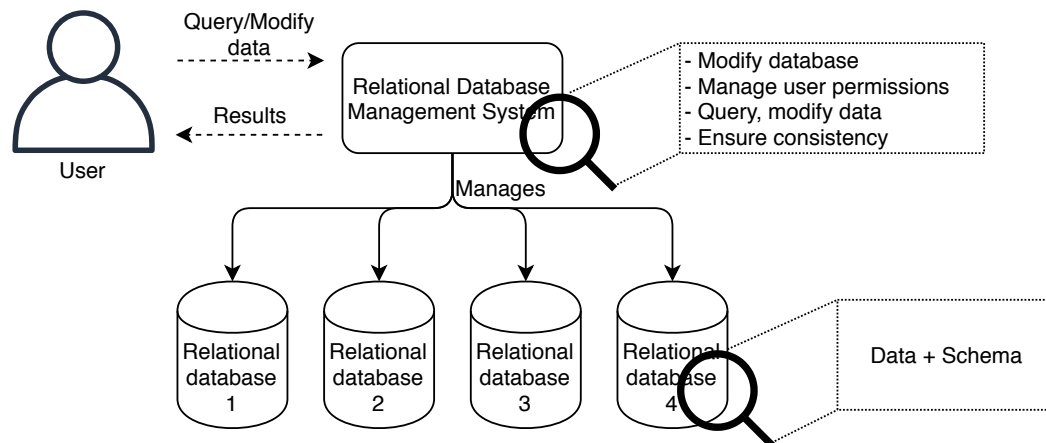 Query/Modify
data
Results
User
Relational Database
Management System
- Modify database
- Manage user permissions
- Query, modify data
- Ensure consistency
Manages
Relational
database
1
Relational
database
2
Relational
database
3
Relational
database
4
Data + Schema